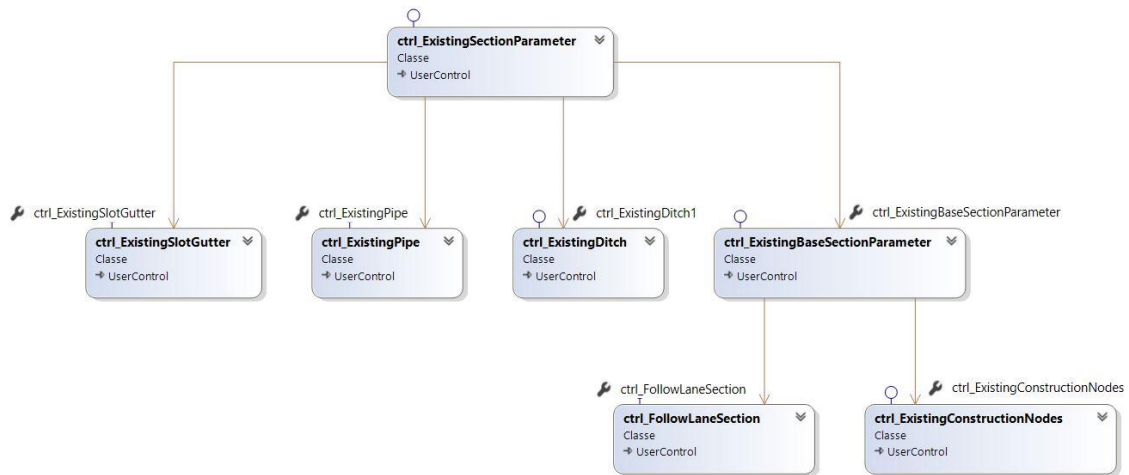 ctrl_ExistingSectionParameter
Classe
UserControl
ctrl_ExistingSlotGutter
ctrl_ExistingPipe
ctrl_ExistingDitch1
ctrl_ExistingBaseSectionParameter
ctrl_ExistingSlotGutter
Classe
UserControl
ctrl_ExistingPipe
Classe
UserControl
ctrl_ExistingDitch
Classe
UserControl
ctrl_ExistingBaseSectionParameter
Classe
UserControl
ctrl_FollowLaneSection
ctrl_ExistingConstructionNodes
ctrl_FollowLaneSection
Classe
UserControl
ctrl_ExistingConstructionNodes
Classe
UserControl